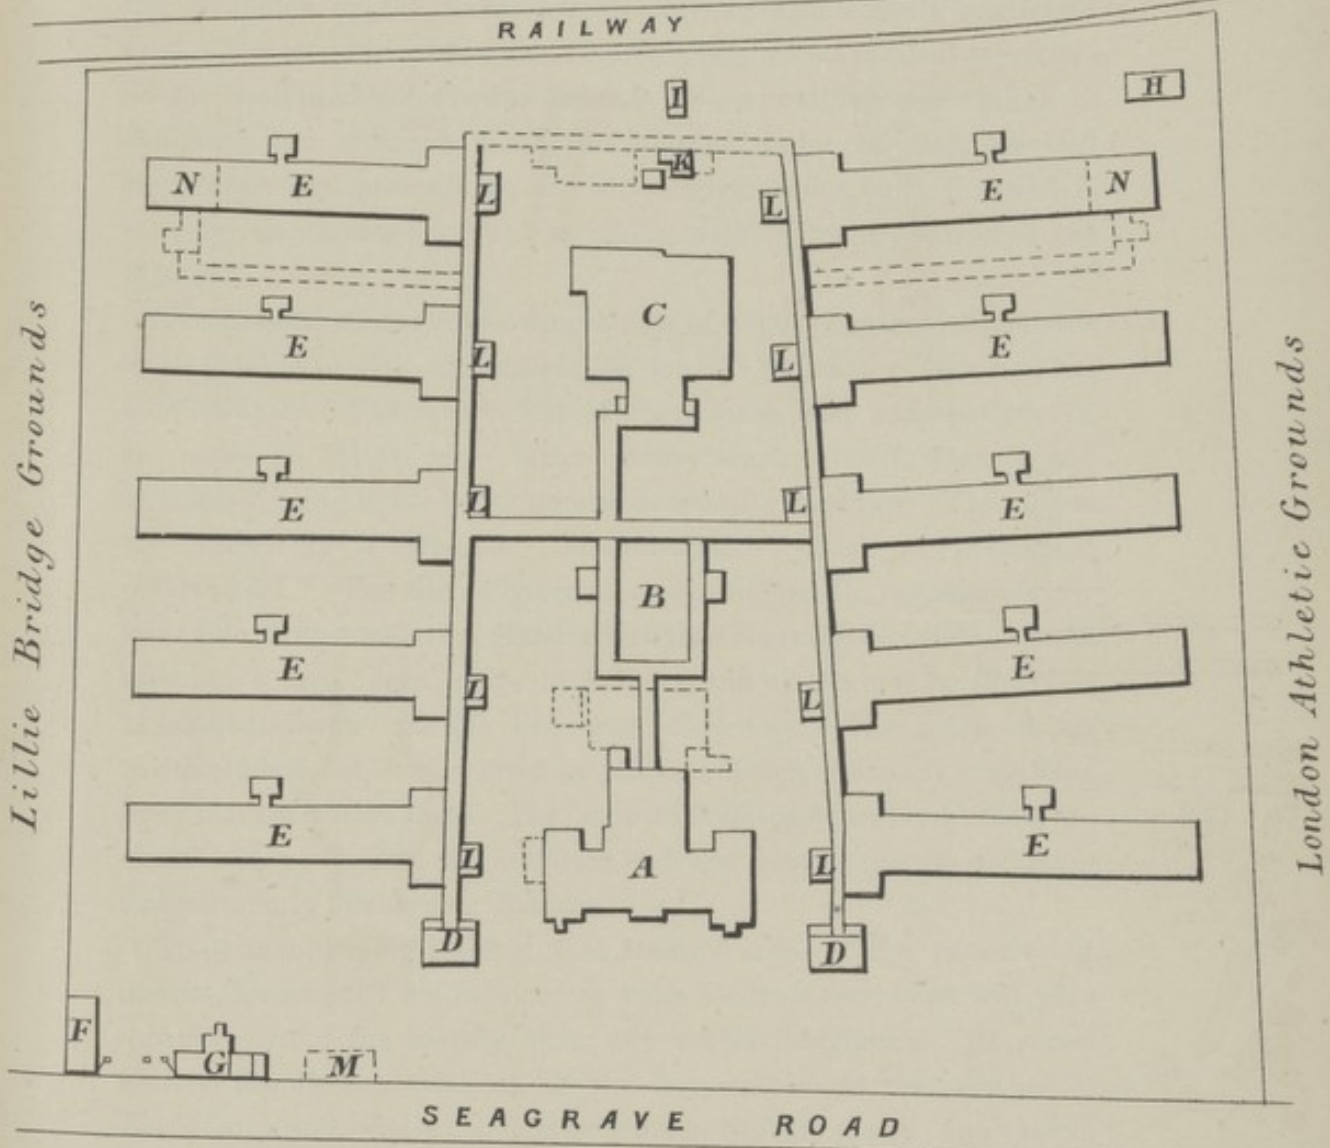 RAILWAY
I
H
K
N E
L
L
E N
C
E
L
L
E
Lillie Bridge Grounds
London Athletic Grounds
E
L
L
E
B
E
L
L
E
E
L
A
L
E
D
D
F
G
M
SEAGRAVE ROAD